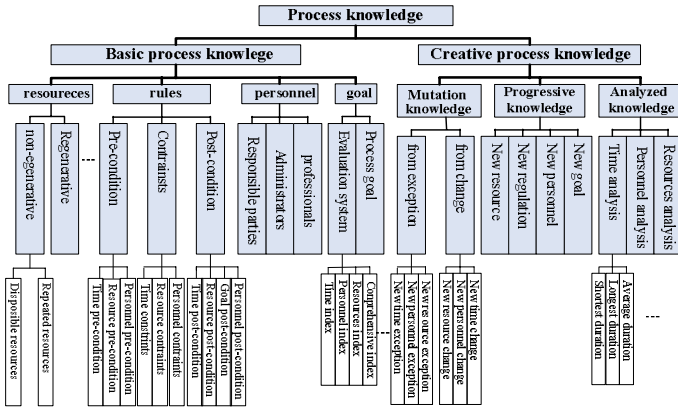 Process knowledge
Basic process knowlege
Creative process knowledge
resoureces
rules
personnel
goal
Mutation knowledge
Progressive knowledge
Analyzed knowledge
non-egenerative
Regenerative
Pre-condition
Contrainsts
Post-condition
Responsible parties
Administrators
professionals
Evaluation system
Process goal
from exception
from change
New resource
New regulation
New personnel
New goal
Time analysis
Personnel analysis
Resources analysis
Disposible resources
Repeated resources
Time pre-condition
Resource pre-condition
Personnel pre-condition
Time constrints
Resource contraints
Personnel contraints
Time post-condition
Resource post-condition
Goal post-condition
Personnel post-condition
Time index
Personnel index
Resources index
Comprehensive index
New time exception
New personnel exception
New resource exception
New resource change
New personnel change
New time change
Shortest duration
Longest duration
Average duration